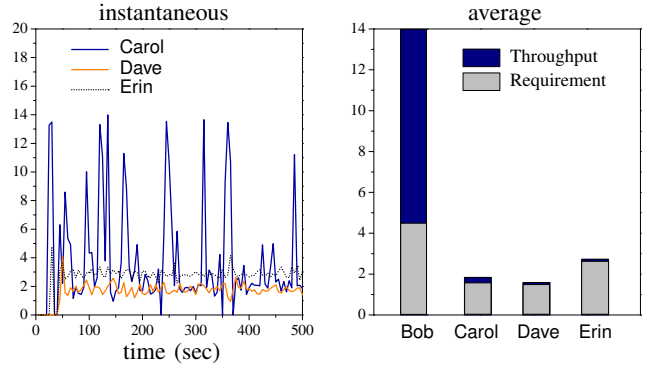 instantaneous
20
18
16
14
12
10
8
6
4
2
0
0 100 200 300 400 500
time (sec)
Carol
Dave
Erin
average
14
12
10
8
6
4
2
0
Throughput
Requirement
Bob Carol Dave Erin